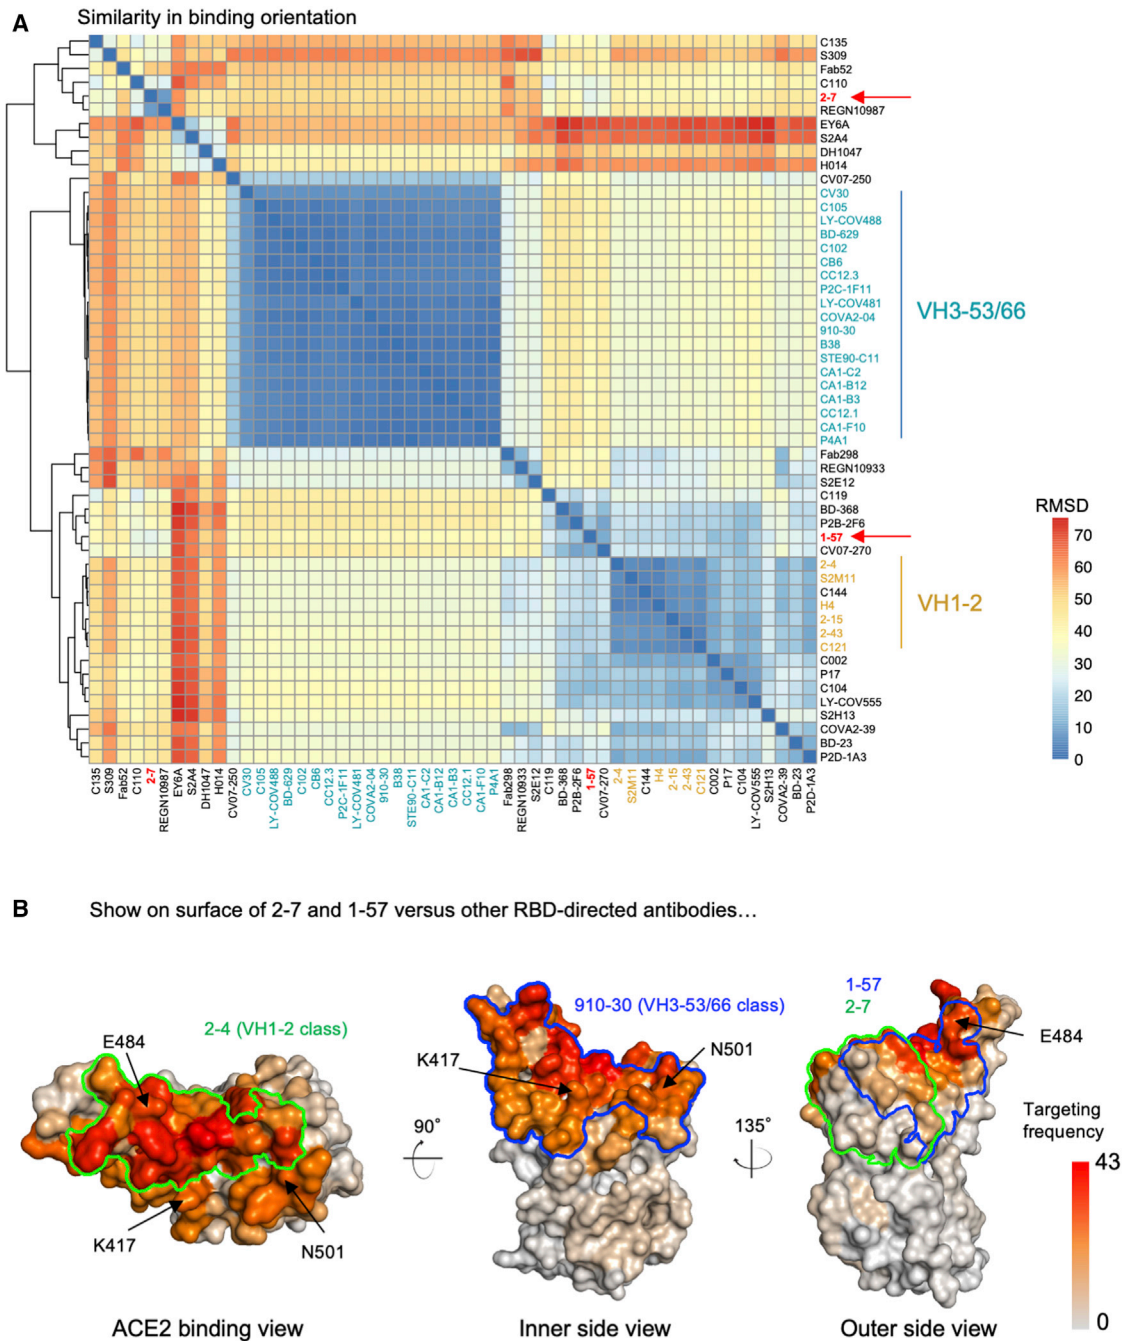 A
Similarity in binding orientation
C135
S309
Fab52
C110
2-7
REGN10987
EY6A
S2A4
DH1047
H014
CV07-250
CV30
C105
LY-COV488
BD-629
C102
CB6
CC12.3
P2C-1F11
LY-COV481
COVA2-04
910-30
B38
STE90-C11
CA1-C2
CA1-B12
CA1-B3
CC12.1
CA1-F10
P4A1
Fab298
REGN10933
S2E12
C119
BD-368
P2B-2F6
1-57
CV07-270
2-4
S2M11
C144
H4
2-15
2-43
C121
C002
P17
C104
LY-COV555
S2H13
COVA2-39
BD-23
P2D-1A3
VH3-53/66
VH1-2
RMSD
70
60
50
40
30
20
10
0
C135
S309
Fab52
C110
2-7
REGN10987
EY6A
S2A4
DH1047
H014
CV07-250
CV30
C105
LY-COV488
BD-629
C102
CB6
CC12.3
P2C-1F11
LY-COV481
COVA2-04
910-30
B38
STE90-C11
CA1-C2
CA1-B12
CA1-B3
CC12.1
CA1-F10
P4A1
Fab298
REGN10933
S2E12
C119
BD-368
P2B-2F6
1-57
CV07-270
2-4
S2M11
C144
H4
2-15
2-43
C121
C002
P17
C104
LY-COV555
S2H13
COVA2-39
BD-23
P2D-1A3
B
Show on surface of 2-7 and 1-57 versus other RBD-directed antibodies…
2-4 (VH1-2 class)
E484
K417
N501
ACE2 binding view
90°
910-30 (VH3-53/66 class)
K417
N501
Inner side view
135°
1-57
2-7
E484
Outer side view
Targeting
frequency
43
0